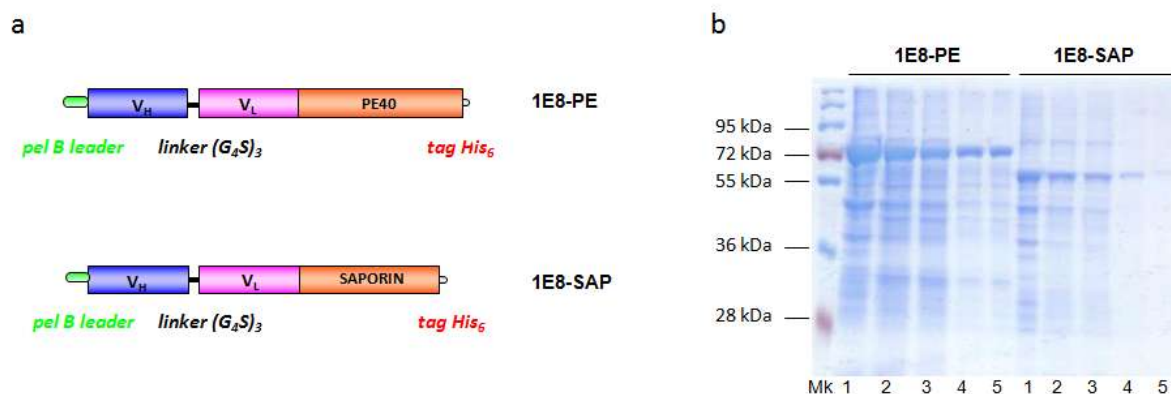 a
V_H V_L PE40 1E8-PE
pel B leader linker (G₄S)₃ tag His₆
V_H V_L SAPORIN 1E8-SAP
pel B leader linker (G₄S)₃ tag His₆
b
1E8-PE 1E8-SAP
95 kDa
72 kDa
55 kDa
36 kDa
28 kDa
Mk 1 2 3 4 5 1 2 3 4 5